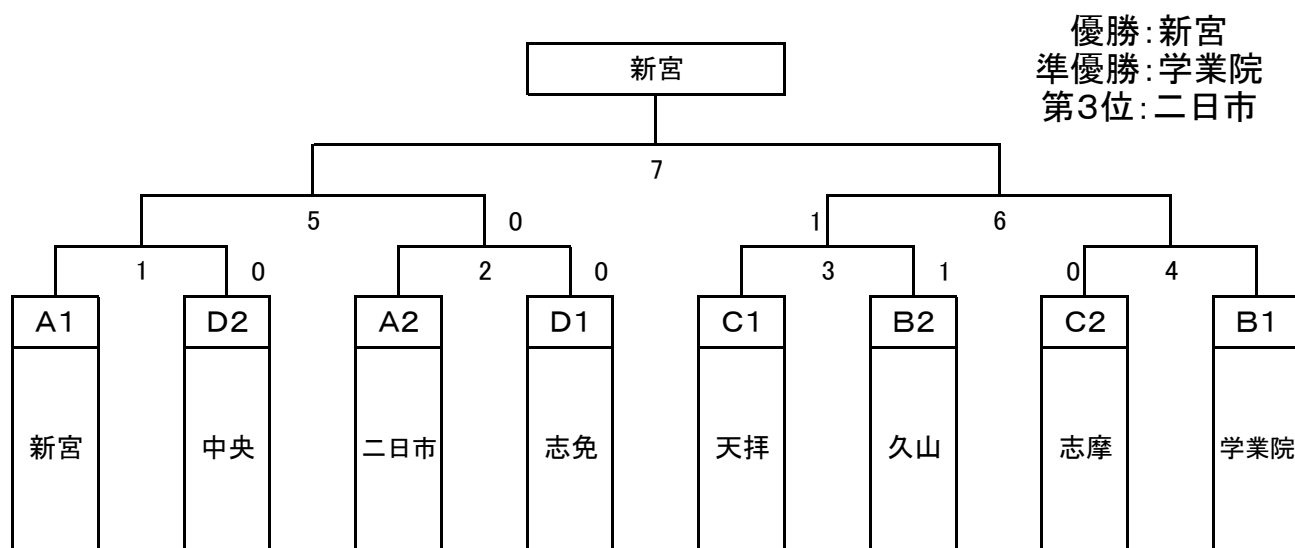 優勝:新宮
準優勝:学業院
第3位:二日市
新宮
7
5 0 1 6
1 0 2 0 3 1 0 4
A1 D2 A2 D1 C1 B2 C2 B1
新宮 中央 二日市 志免 天拝 久山 志摩 学業院